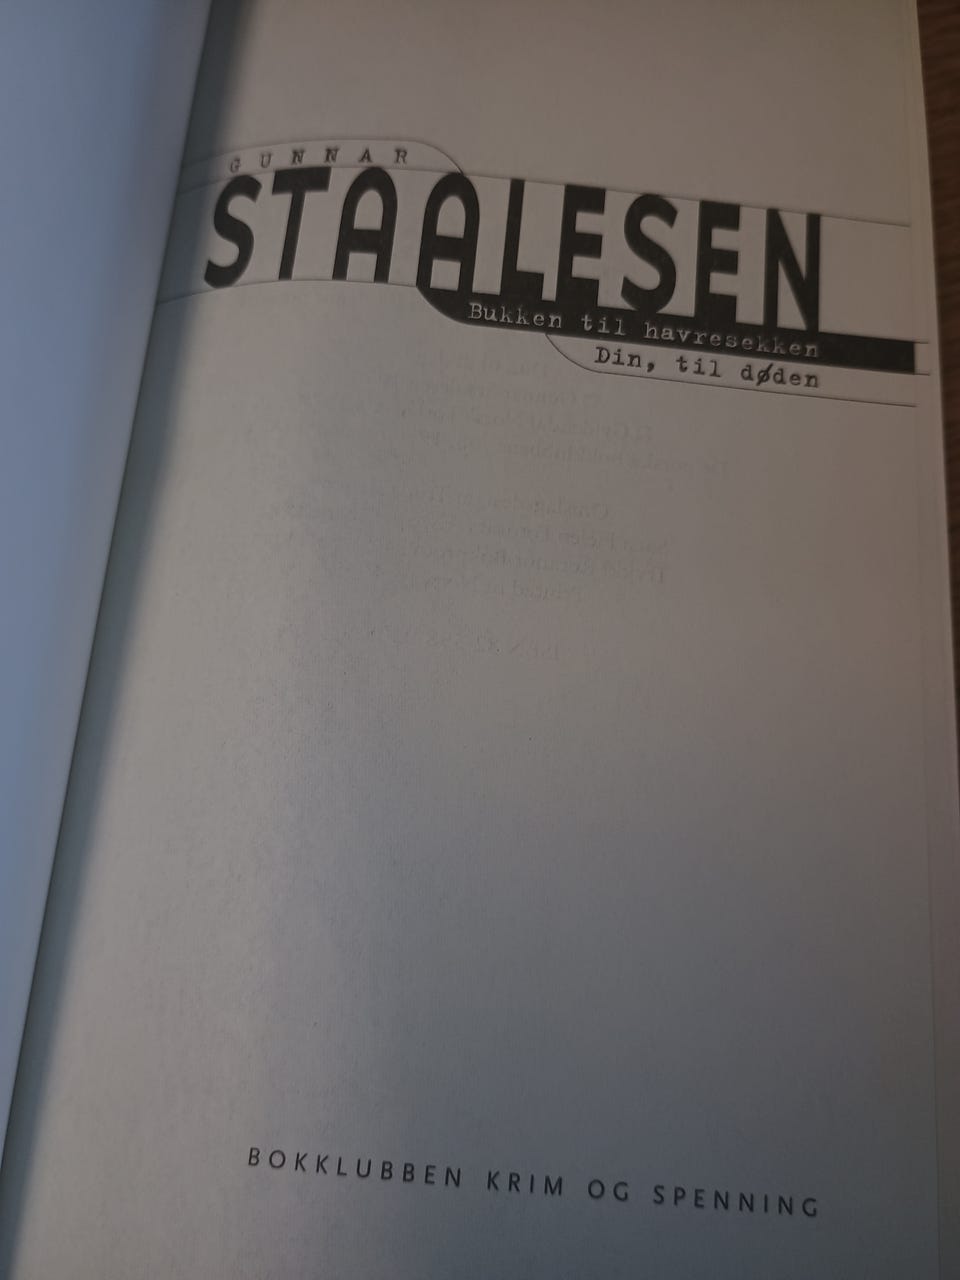 GUNNAR
STAALESEN
Bukken til havresekken
Din, til døden
BOKKLUBBEN KRIM OG SPENNING